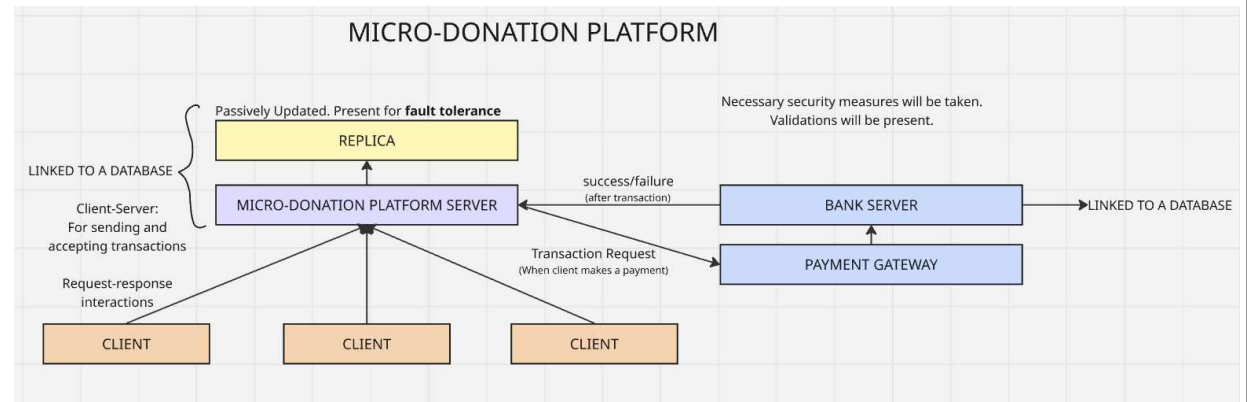 MICRO-DONATION PLATFORM
Passively Updated. Present for fault tolerance
Necessary security measures will be taken.
Validations will be present.
REPLICA
LINKED TO A DATABASE
success/failure
(after transaction)
MICRO-DONATION PLATFORM SERVER
BANK SERVER
LINKED TO A DATABASE
Client-Server:
For sending and
accepting transactions
Transaction Request
(When client makes a payment)
PAYMENT GATEWAY
Request-response
interactions
CLIENT
CLIENT
CLIENT